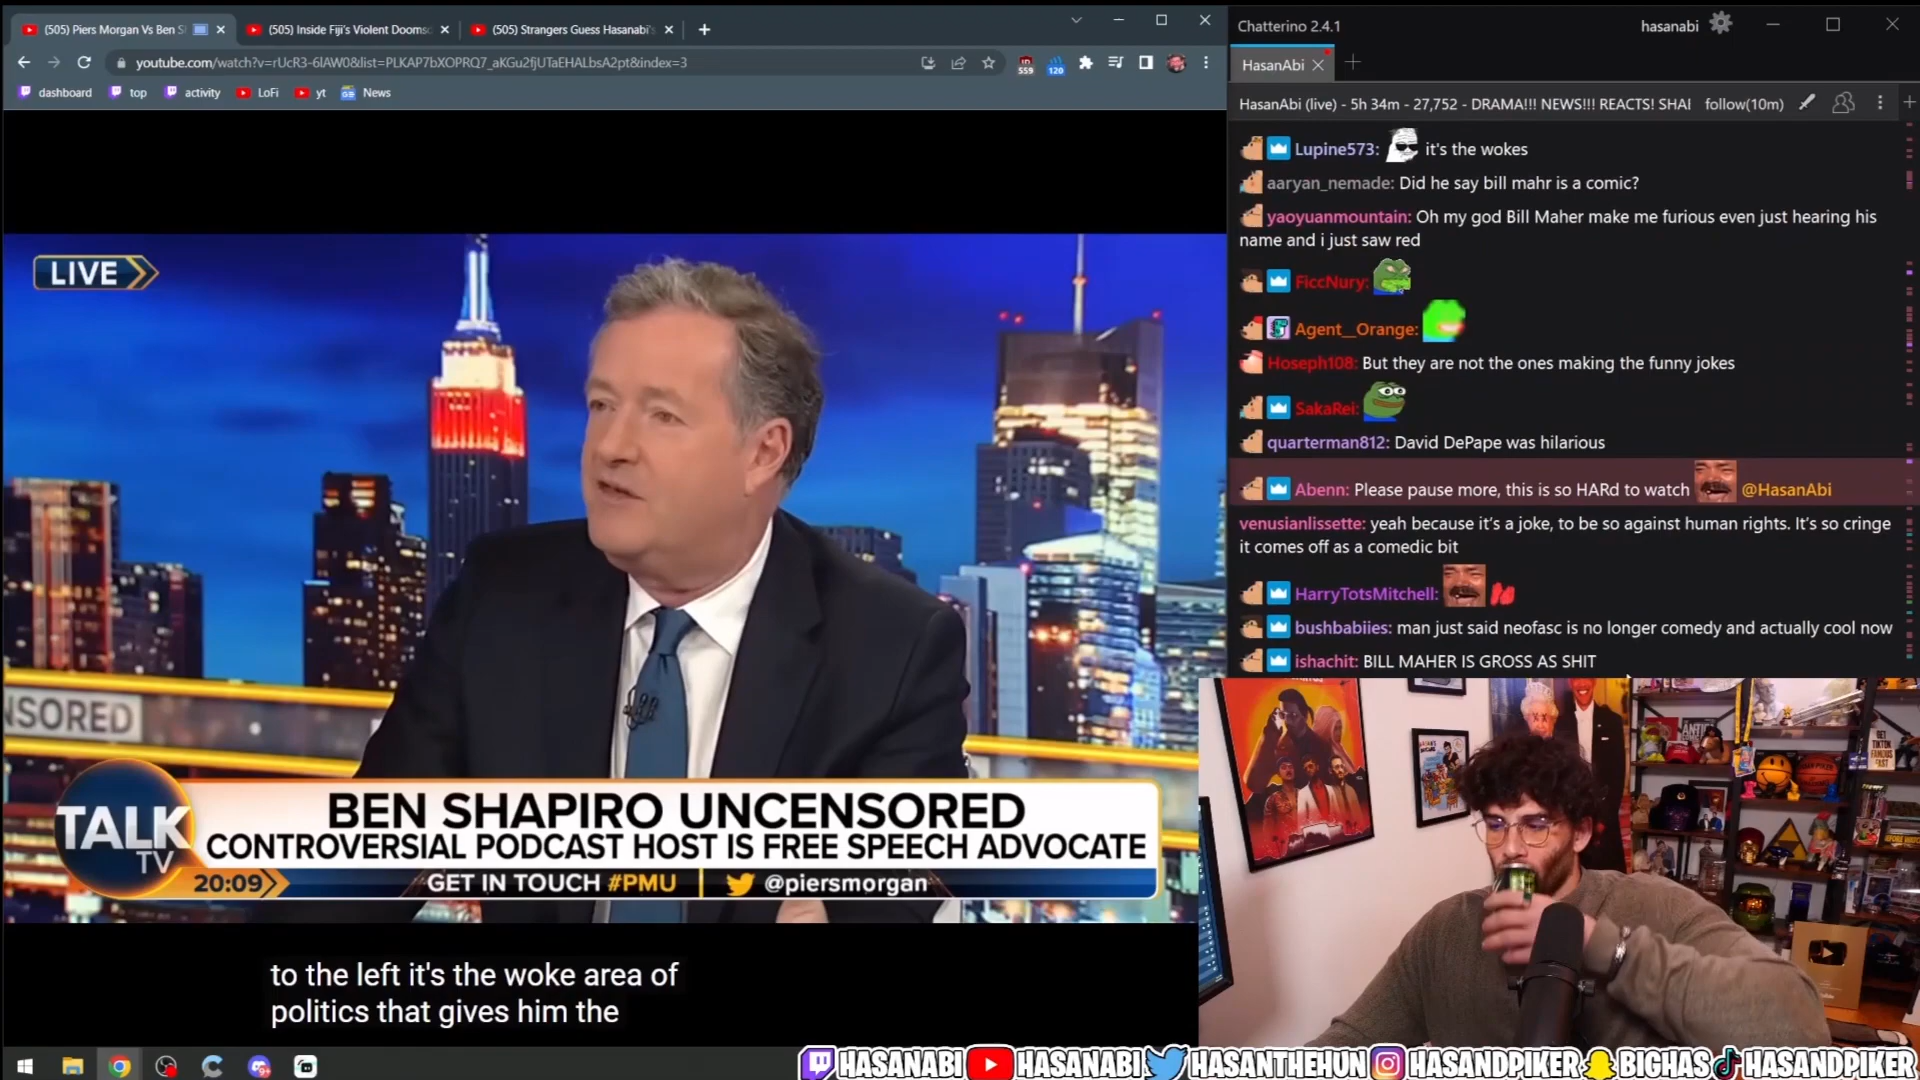 (505) Piers Morgan Vs Ben S
(505) Inside Fiji's Violent Doomsc
(505) Strangers Guess Hasanabi's
youtube.com/watch?v=rUcR3-6lAW0&list=PLKAP7bXOPRQ7_aKGu2fjUTaEHALbsA2pt&index=3
559
120
dashboard
top
activity
LoFi
yt
News
LIVE
NSORED
BEN SHAPIRO UNCENSORED
CONTROVERSIAL PODCAST HOST IS FREE SPEECH ADVOCATE
TALK
TV
20:09
GET IN TOUCH #PMU
@piersmorgan
to the left it's the woke area of
politics that gives him the
Chatterino 2.4.1
hasanabi
HasanAbi
HasanAbi (live) - 5h 34m - 27,752 - DRAMA!!! NEWS!!! REACTS! SHAI
follow(10m)
Lupine573: it's the wokes
aaryan_nemade: Did he say bill mahr is a comic?
yaoyuanmountain: Oh my god Bill Maher make me furious even just hearing his
name and i just saw red
FiccNury:
Agent__Orange:
Hoseph108: But they are not the ones making the funny jokes
SakaRei:
quarterman812: David DePape was hilarious
Abenn: Please pause more, this is so HARd to watch @HasanAbi
venusianlissette: yeah because it's a joke, to be so against human rights. It's so cringe
it comes off as a comedic bit
HarryTotsMitchell:
bushbabiies: man just said neofasc is no longer comedy and actually cool now
ishachit: BILL MAHER IS GROSS AS SHIT
HASANABI HASANABI HASANTHEHUN HASANDPIKER BIGHAS HASANDPIKER